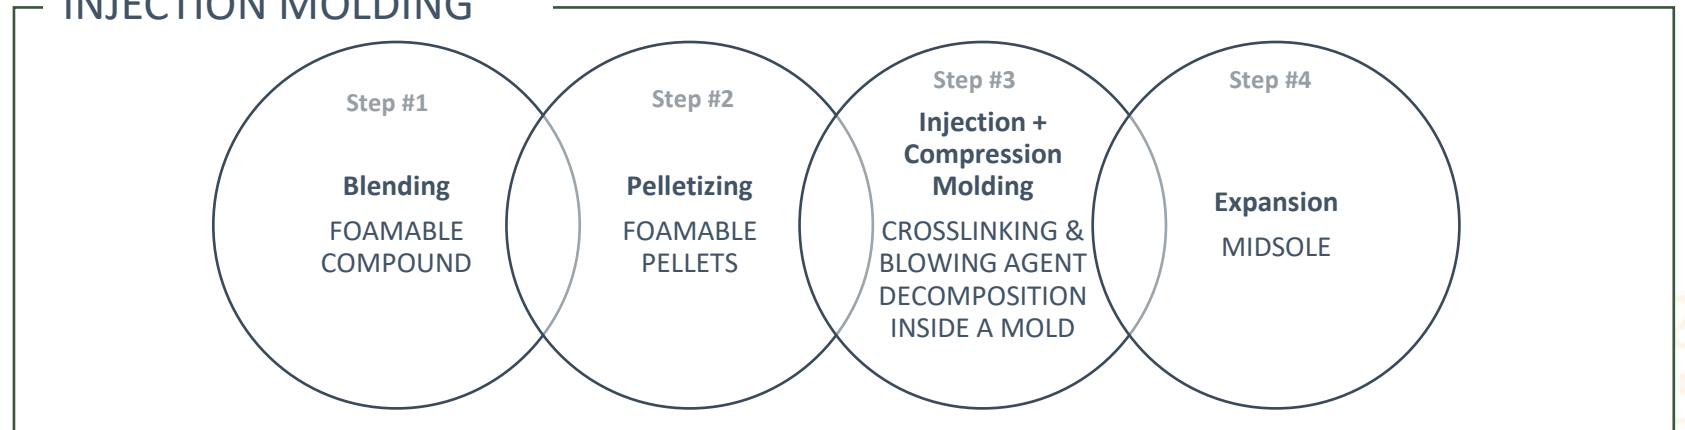 INJECTION MOLDING
Step #1
Blending
FOAMABLE
COMPOUND
Step #2
Pelletizing
FOAMABLE
PELLETS
Step #3
Injection +
Compression
Molding
CROSSLINKING &
BLOWING AGENT
DECOMPOSITION
INSIDE A MOLD
Step #4
Expansion
MIDSOLE